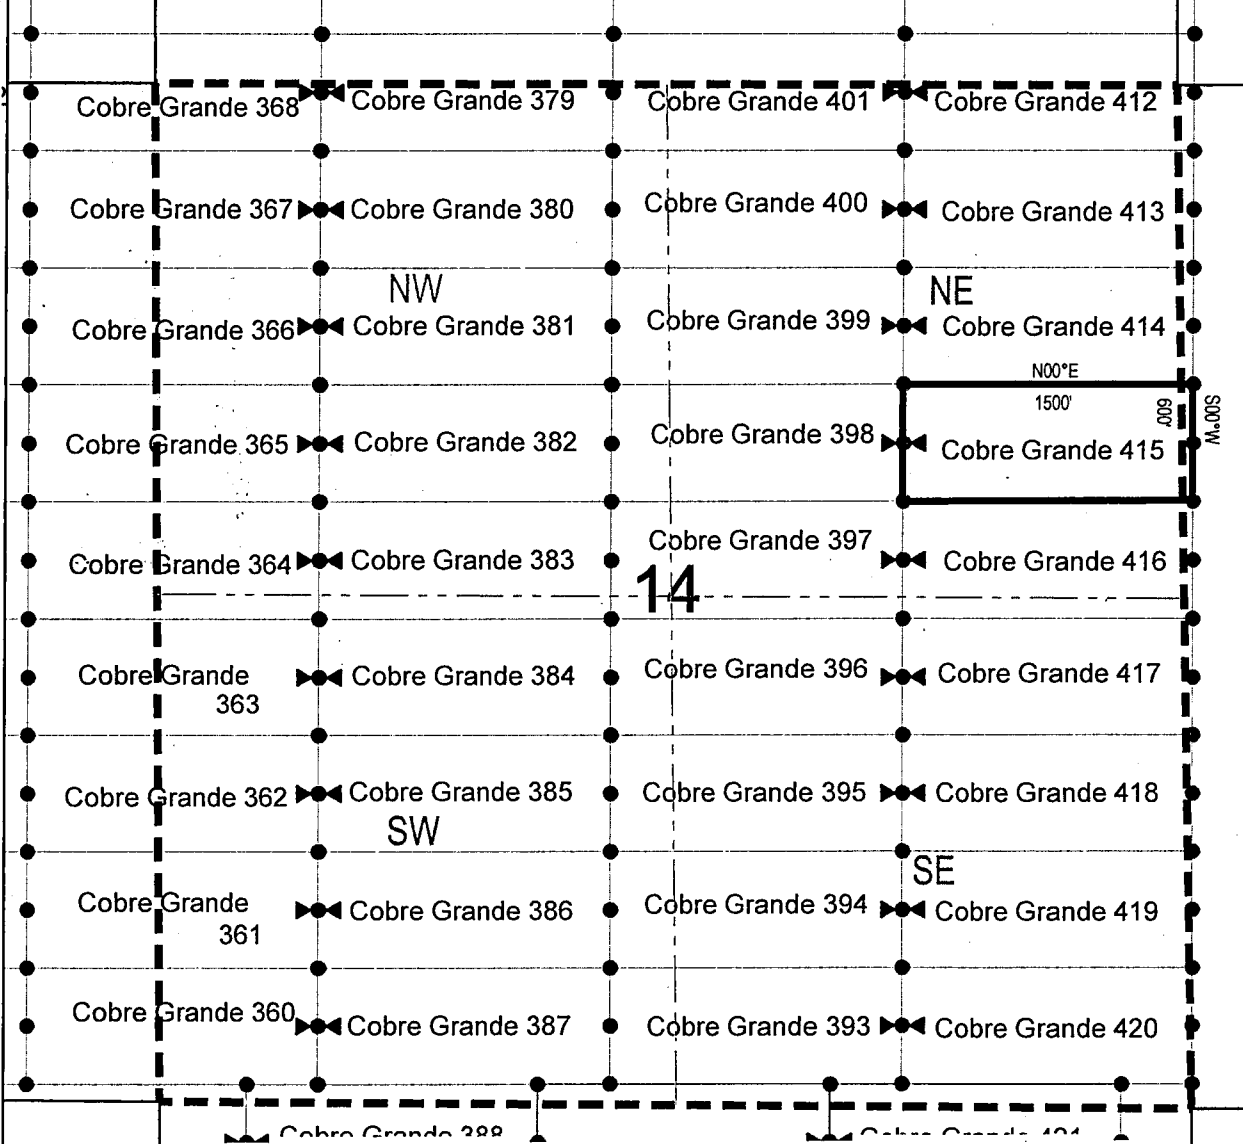 Cobre Grande 368 Cobre Grande 379 Cobre Grande 401 Cobre Grande 412
Cobre Grande 367 Cobre Grande 380 Cobre Grande 400 Cobre Grande 413
NW NE
Cobre Grande 366 Cobre Grande 381 Cobre Grande 399 Cobre Grande 414
N00°E
1500'
600'
S00°W
Cobre Grande 365 Cobre Grande 382 Cobre Grande 398 Cobre Grande 415
Cobre Grande 364 Cobre Grande 383 Cobre Grande 397 Cobre Grande 416
14
Cobre Grande
363
Cobre Grande 384 Cobre Grande 396 Cobre Grande 417
Cobre Grande 362 Cobre Grande 385 Cobre Grande 395 Cobre Grande 418
SW
SE
Cobre Grande
361
Cobre Grande 386 Cobre Grande 394 Cobre Grande 419
Cobre Grande 360 Cobre Grande 387 Cobre Grande 393 Cobre Grande 420
Cobre Grande 388 Cobre Grande 421